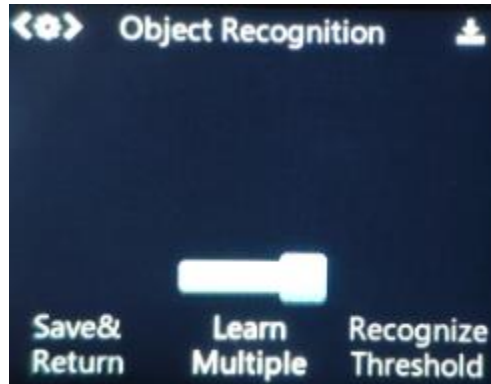 Object Recognition
Save& Learn Recognize
Return Multiple Threshold